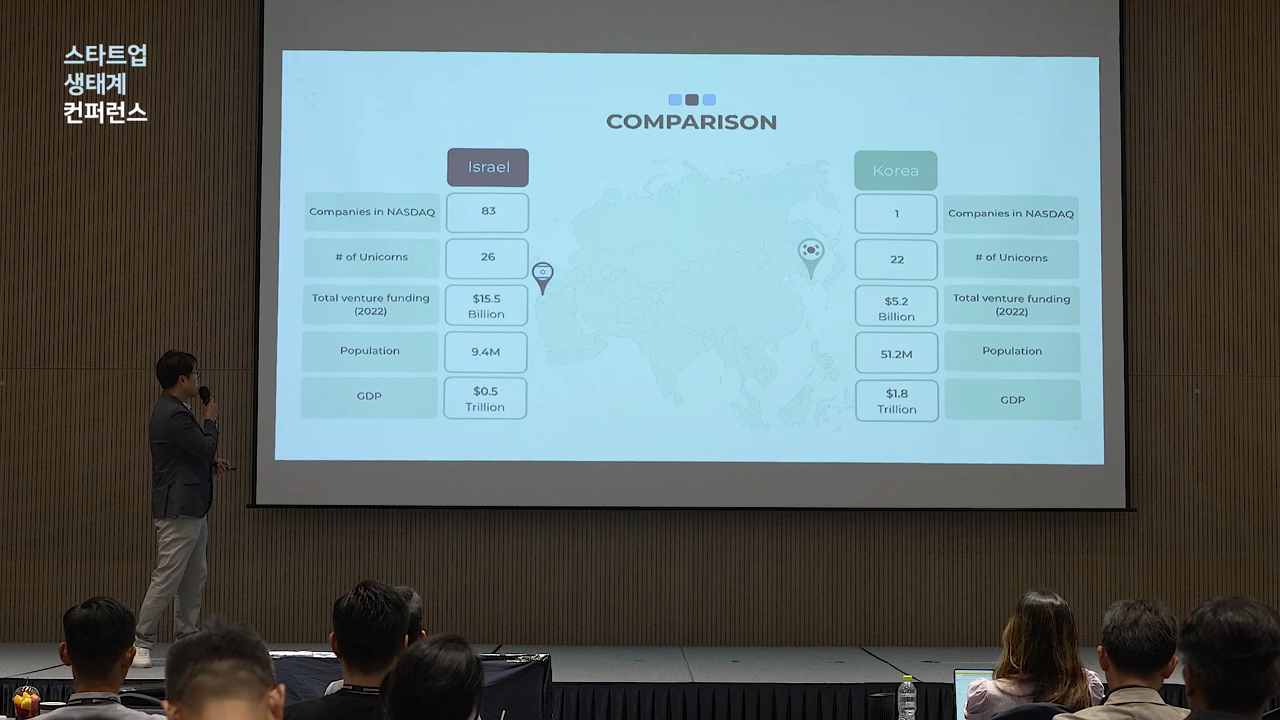 스타트업
생태계
컨퍼런스
COMPARISON
Israel
Companies in NASDAQ
83
# of Unicorns
26
Total venture funding
(2022)
$15.5
Billion
Population
9.4M
GDP
$0.5
Trillion
Korea
1
Companies in NASDAQ
22
# of Unicorns
$5.2
Billion
Total venture funding
(2022)
51.2M
Population
$1.8
Trillion
GDP